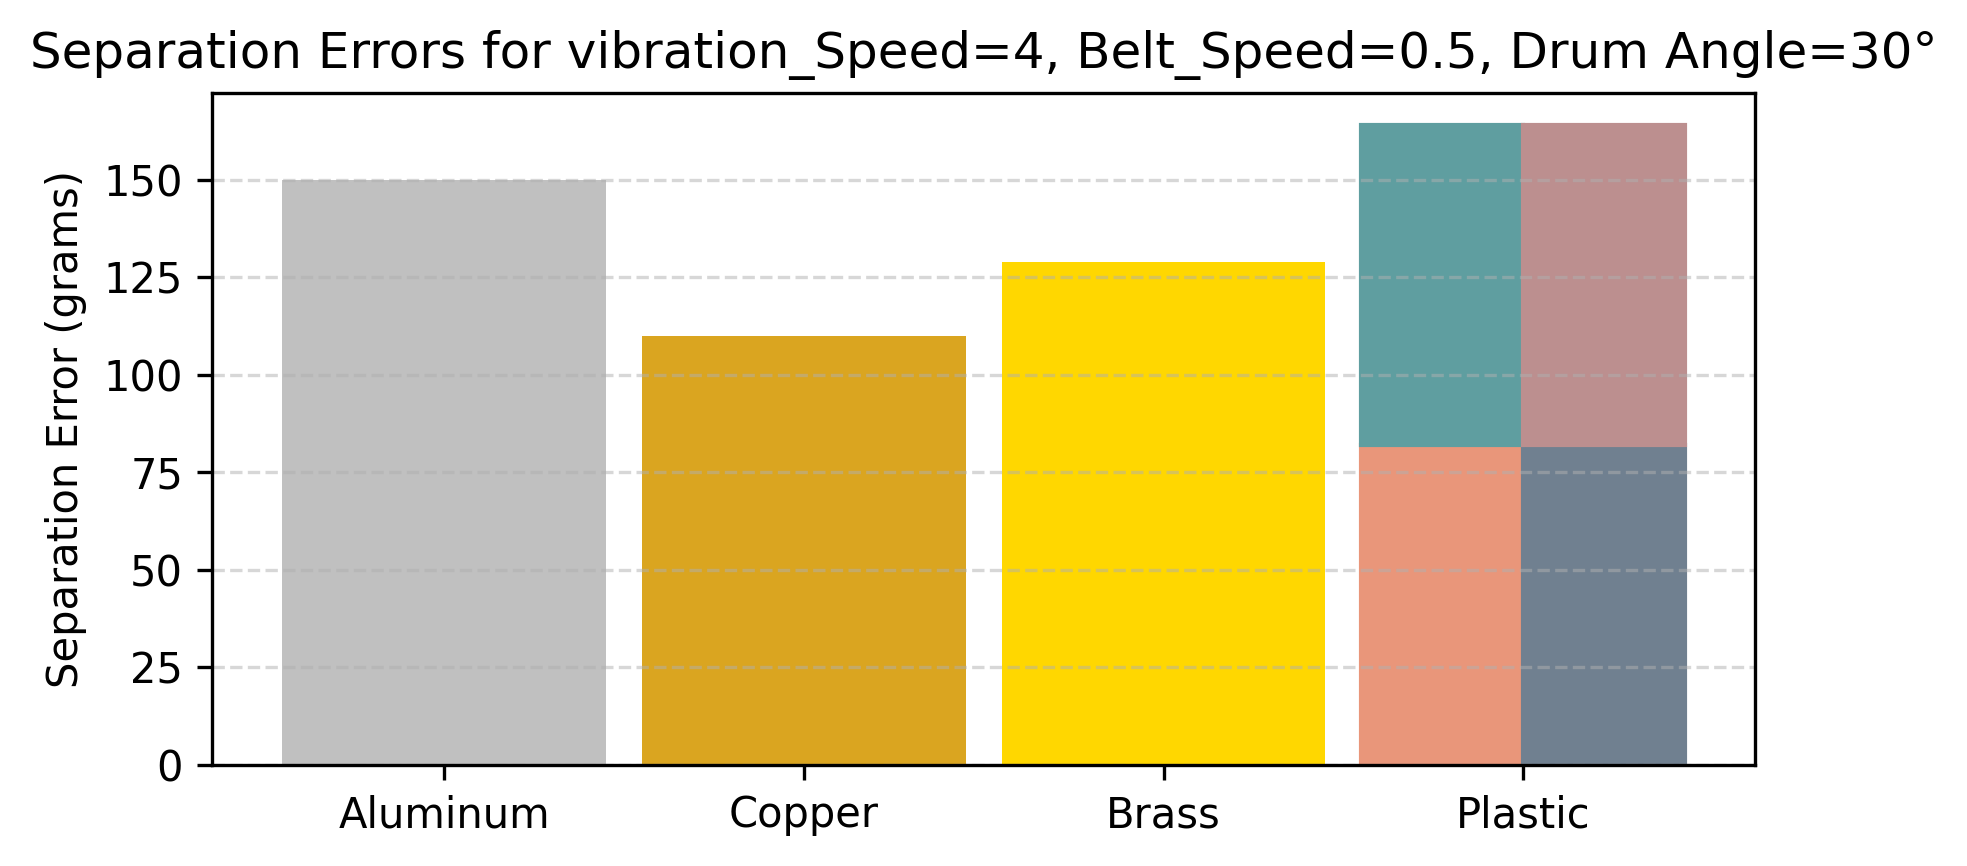 Separation Errors for vibration_Speed=4, Belt_Speed=0.5, Drum Angle=30°
Separation Error (grams)
150
125
100
75
50
25
0
Aluminum
Copper
Brass
Plastic